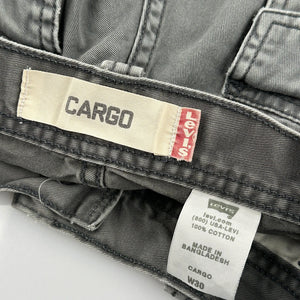 CARGO
Levi's
Levi's
levi.com
(800) USA-LEVI
100% COTTON
MADE IN
BANGLADESH
CARGO
W30